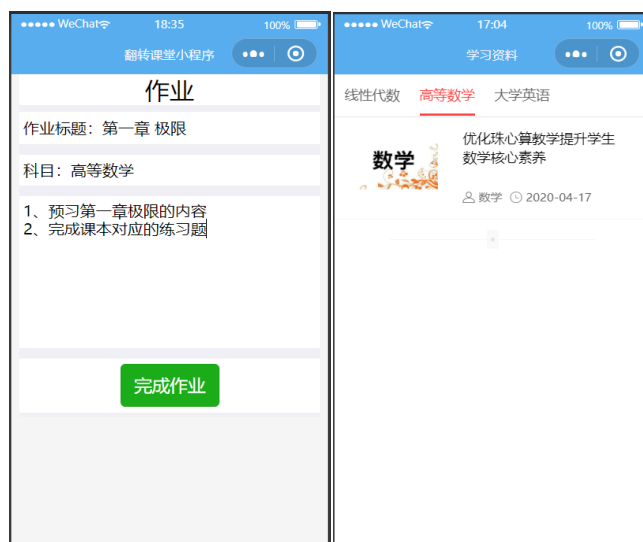 WeChat
18:35
100%
翻转课堂小程序
作业
作业标题：第一章 极限
科目：高等数学
1、预习第一章极限的内容
2、完成课本对应的练习题
完成作业
WeChat
17:04
100%
学习资料
线性代数 高等数学 大学英语
数学
优化珠心算教学提升学生
数学核心素养
数学 2020-04-17